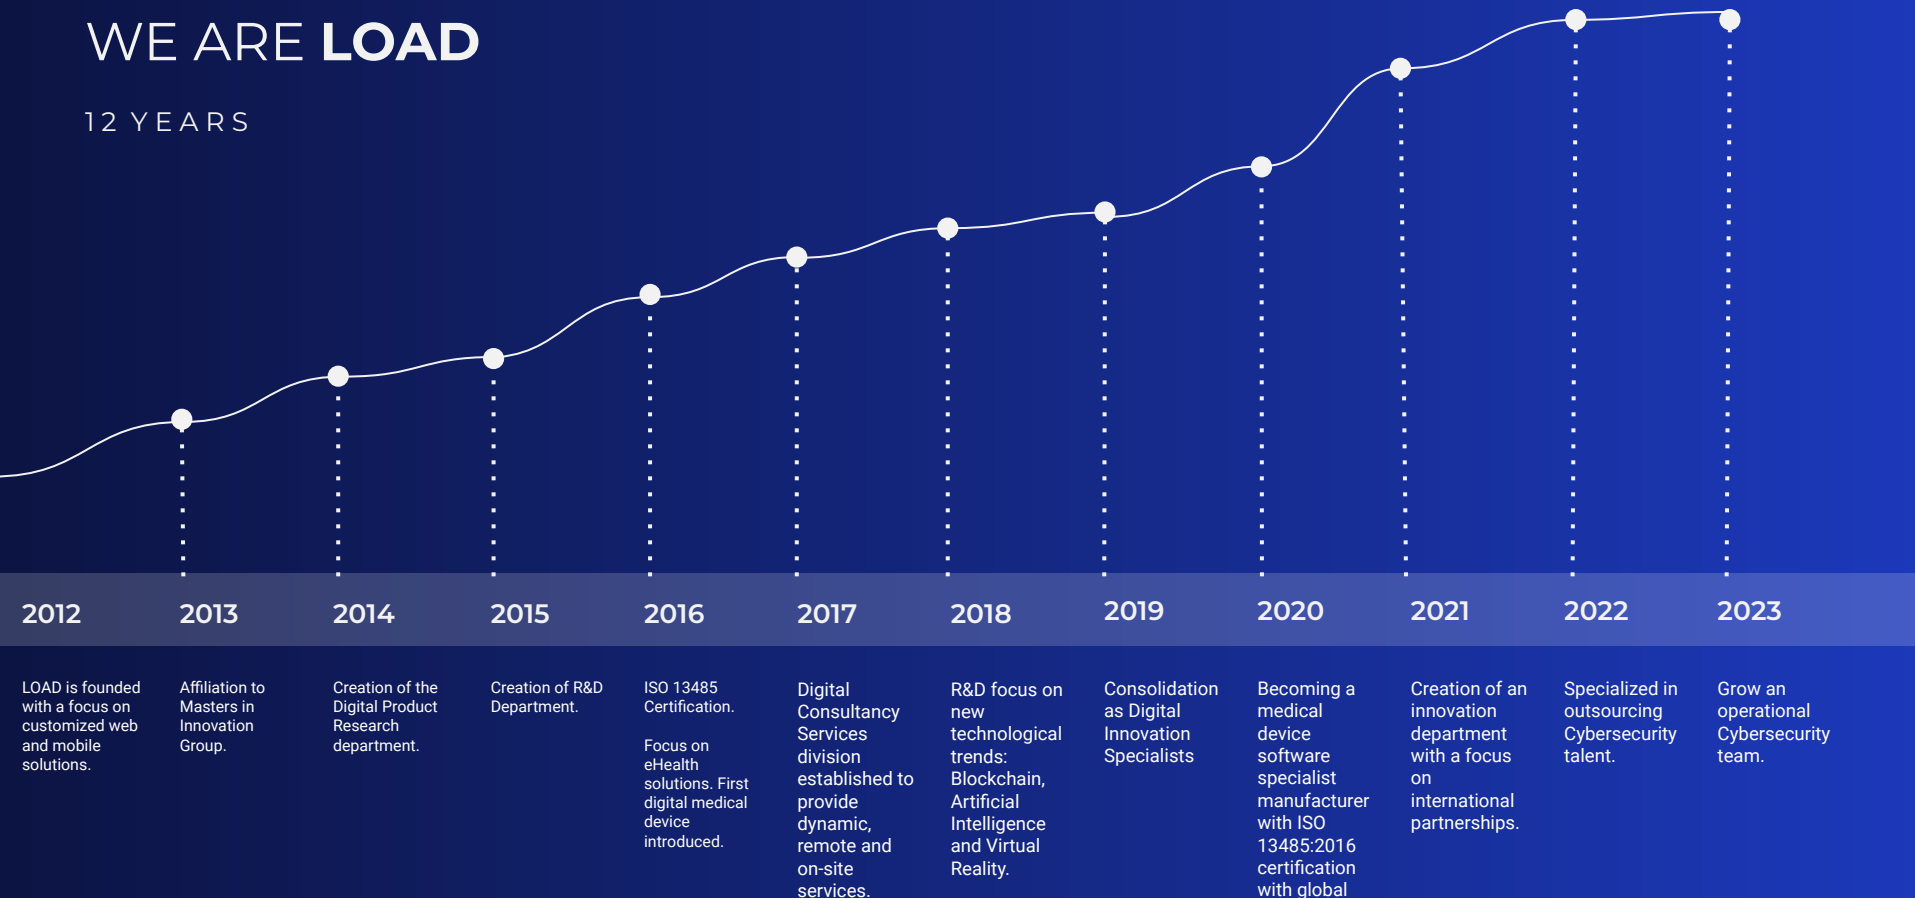 WE ARE LOAD
12 YEARS
2012
2013
2014
2015
2016
2017
2018
2019
2020
2021
2022
2023
LOAD is founded
with a focus on
customized web
and mobile
solutions.
Affiliation to
Masters in
Innovation
Group.
Creation of the
Digital Product
Research
department.
Creation of R&D
Department.
ISO 13485
Certification.
Focus on
eHealth
solutions. First
digital medical
device
introduced.
Digital
Consultancy
Services
division
established to
provide
dynamic,
remote and
on-site
services.
R&D focus on
new
technological
trends:
Blockchain,
Artificial
Intelligence
and Virtual
Reality.
Consolidation
as Digital
Innovation
Specialists
Becoming a
medical
device
software
specialist
manufacturer
with ISO
13485:2016
certification
with global
Creation of an
innovation
department
with a focus
on
international
partnerships.
Specialized in
outsourcing
Cybersecurity
talent.
Grow an
operational
Cybersecurity
team.